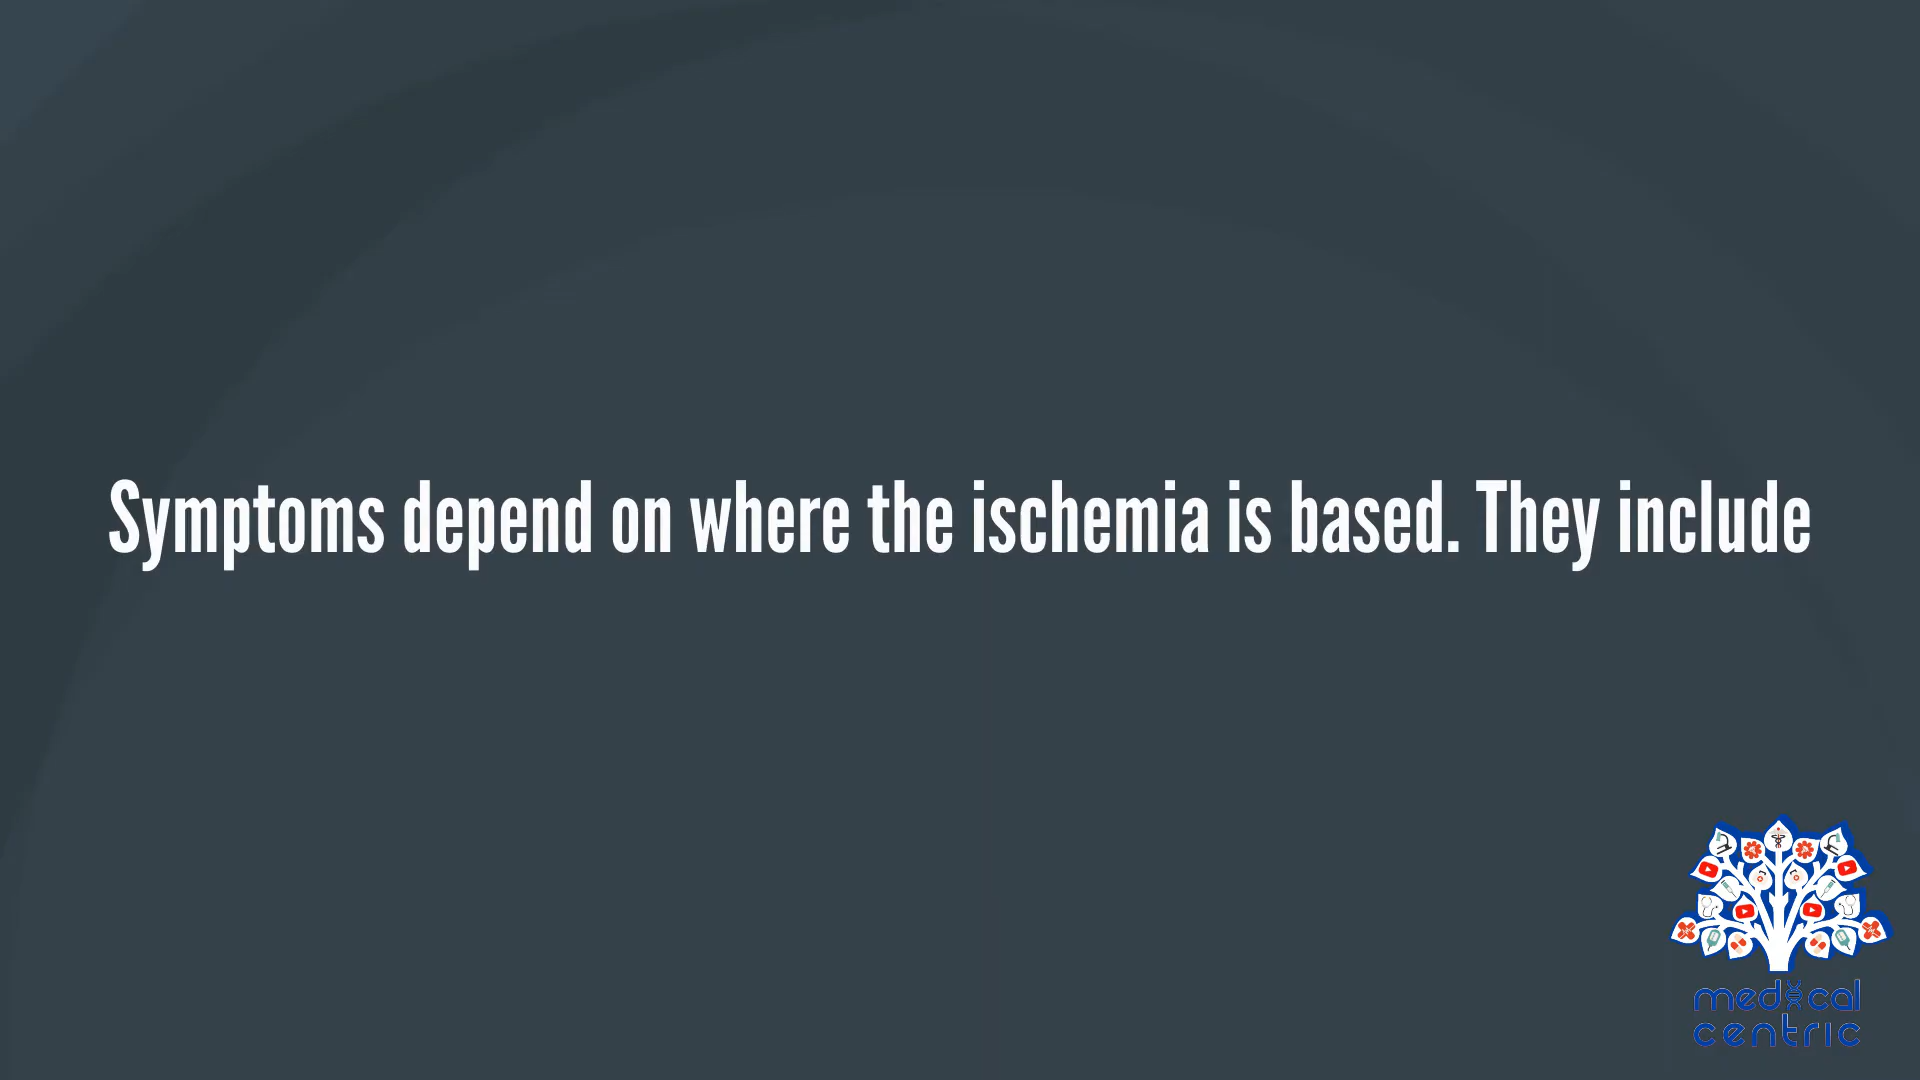 Symptoms depend on where the ischemia is based. They include
medical
centric